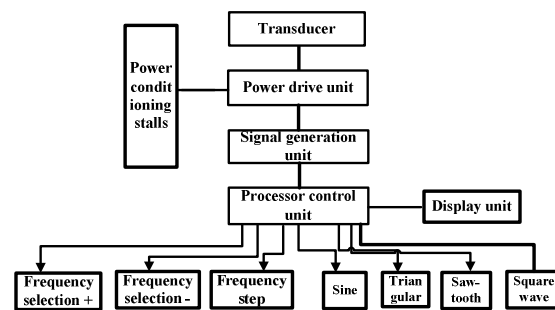 Transducer
Power
condit
ioning
stalls
Power drive unit
Signal generation
unit
Processor control
unit
Display unit
Frequency
selection +
Frequency
selection -
Frequency
step
Sine
Trian
gular
Saw-
tooth
Square
wave